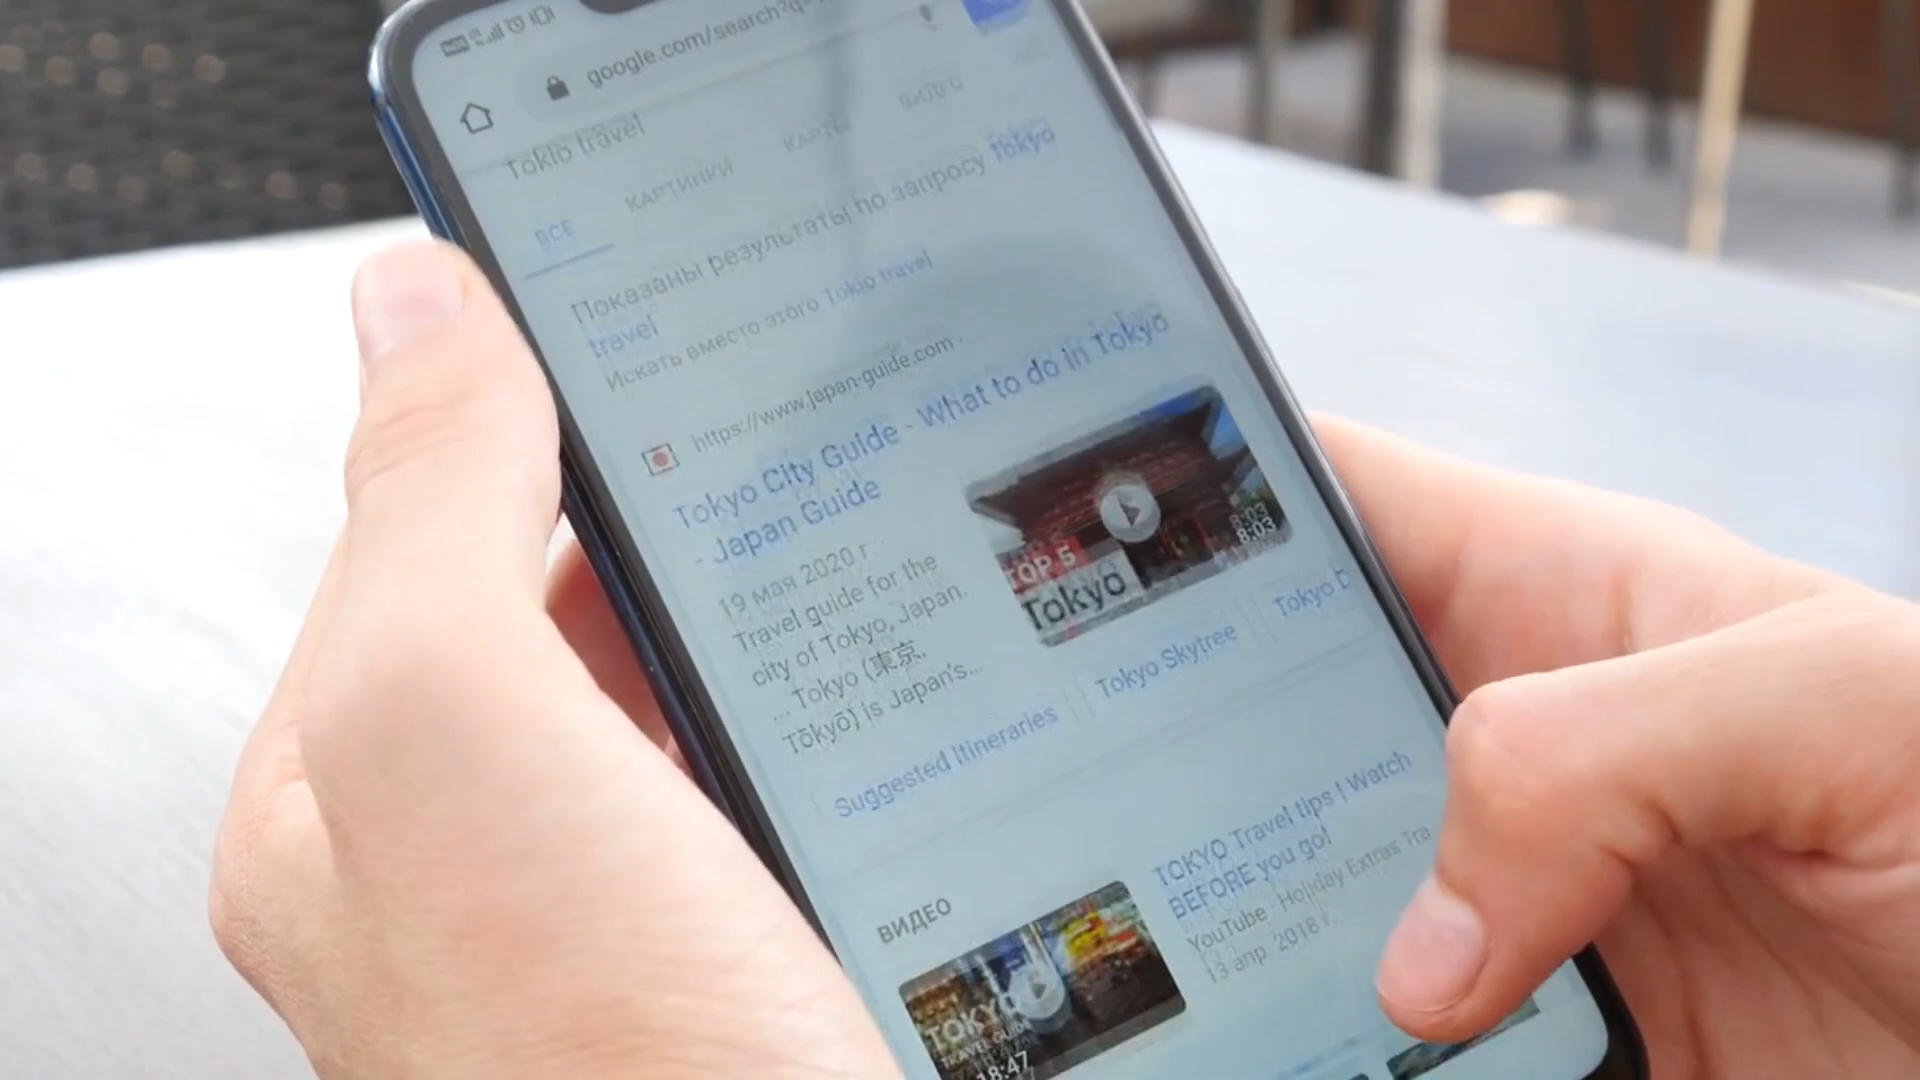 google.com/search?q=
Tokio travel
ВСЕ
КАРТИНКИ
КАРТЫ
ВИДЕО
Показаны результаты по запросу Tokyo
travel
Искать вместо этого Tokio travel
https://www.japan-guide.com
Tokyo City Guide - What to do in Tokyo
- Japan Guide
19 мая 2020 г.
Travel guide for the
city of Tokyo, Japan.
... Tokyo (東京,
Tōkyō) is Japan's...
TOP 5
Tokyo
8:03
Suggested Itineraries
Tokyo Skytree
Tokyo
ВИДЕО
TOKYO Travel tips | Watch
BEFORE you go!
YouTube · Holiday Extras Tra
13 апр. 2018 г.
TOKYO
TRAVEL GUIDE
18:47